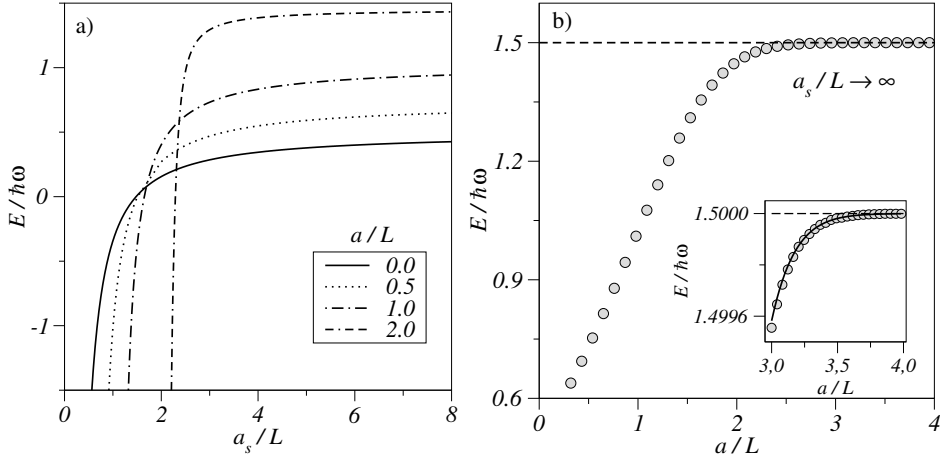 a)
E/ħω
1
0
-1
0
2
4
6
8
a_s/L
a/L
0.0
0.5
1.0
2.0
b)
E/ħω
1.5
1.2
0.9
0.6
0
1
2
3
4
a/L
a_s/L→∞
E/ħω
1.5000
1.4996
3,0
3,5
4,0
a/L